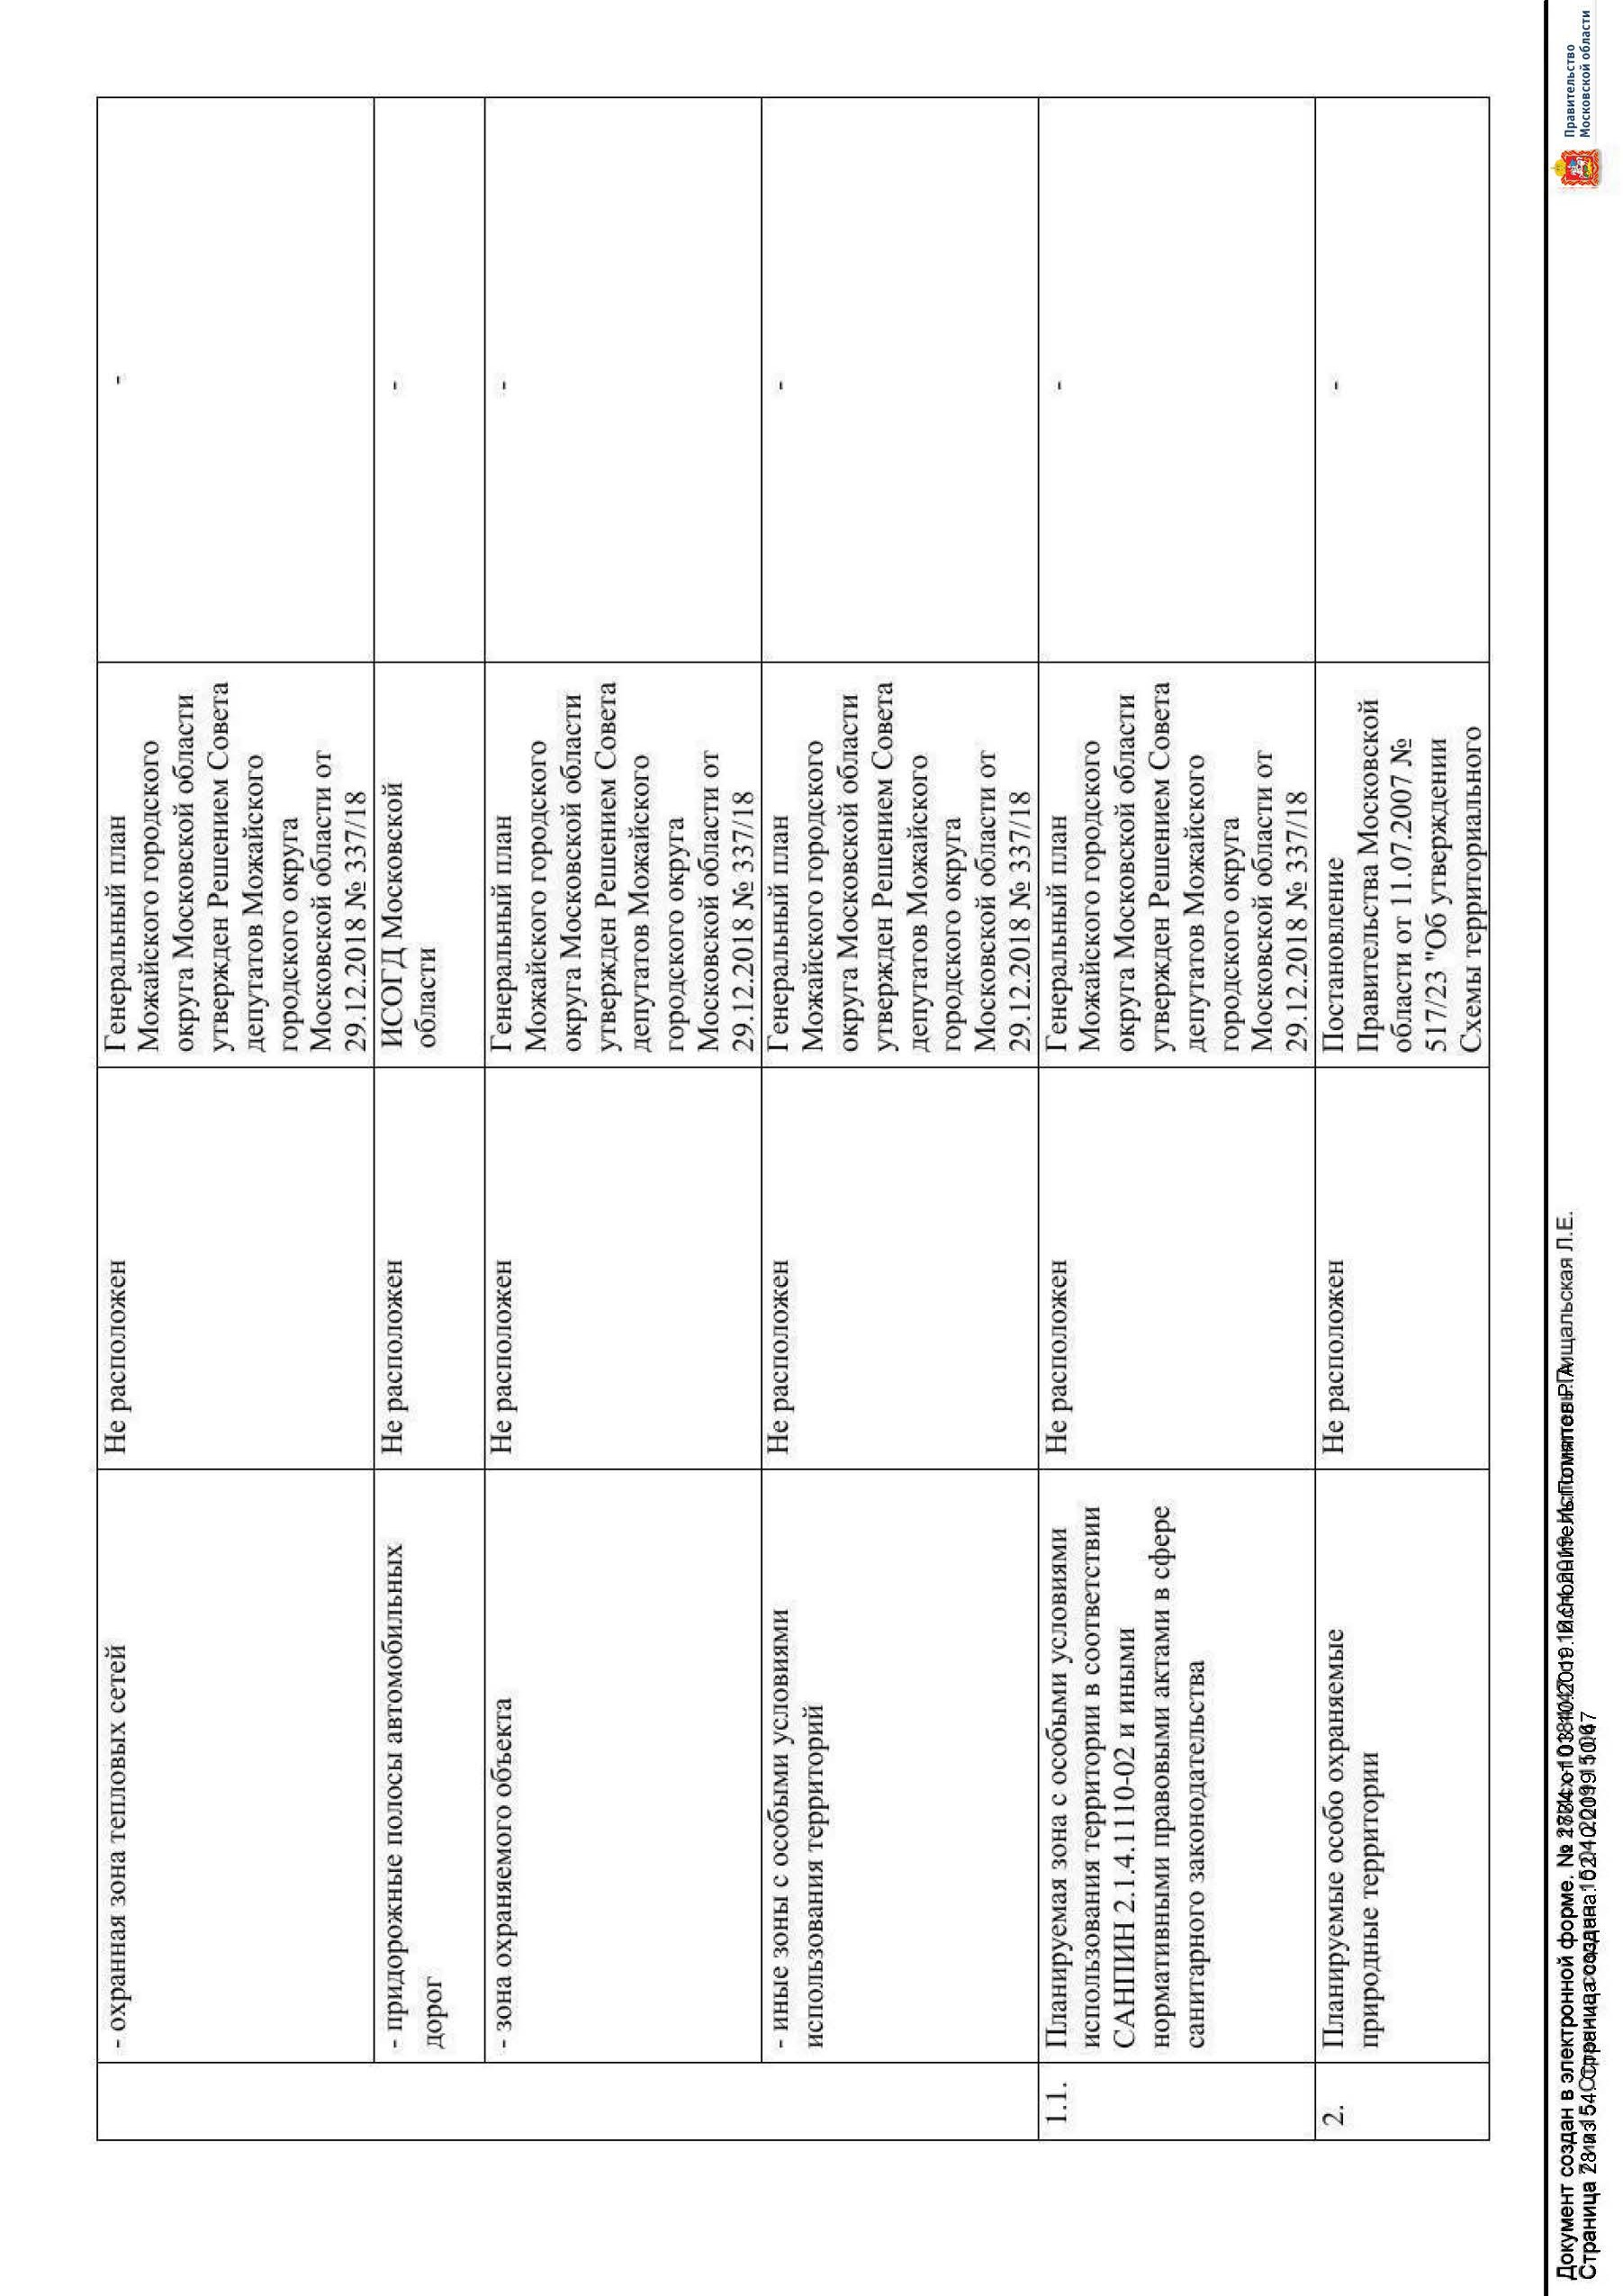 - охранная зона тепловых сетей
Не расположен
Генеральный план
Можайского городского
округа Московской области
утвержден Решением Совета
депутатов Можайского
городского округа
Московской области от
29.12.2018 № 337/18
-
- придорожные полосы автомобильных
дорог
Не расположен
ИСОГД Московской
области
-
- зона охраняемого объекта
Не расположен
Генеральный план
Можайского городского
округа Московской области
утвержден Решением Совета
депутатов Можайского
городского округа
Московской области от
29.12.2018 № 337/18
-
- иные зоны с особыми условиями
использования территорий
Не расположен
Генеральный план
Можайского городского
округа Московской области
утвержден Решением Совета
депутатов Можайского
городского округа
Московской области от
29.12.2018 № 337/18
-
1.1.
Планируемая зона с особыми условиями
использования территории в соответствии
САНПИН 2.1.4.1110-02 и иными
нормативными правовыми актами в сфере
санитарного законодательства
Не расположен
Генеральный план
Можайского городского
округа Московской области
утвержден Решением Совета
депутатов Можайского
городского округа
Московской области от
29.12.2018 № 337/18
-
2.
Планируемые особо охраняемые
природные территории
Не расположен
Постановление
Правительства Московской
области от 11.07.2007 №
517/23 "Об утверждении
Схемы территориального
-
Документ создан в электронной форме. №
Страница
Правительство
Московской области